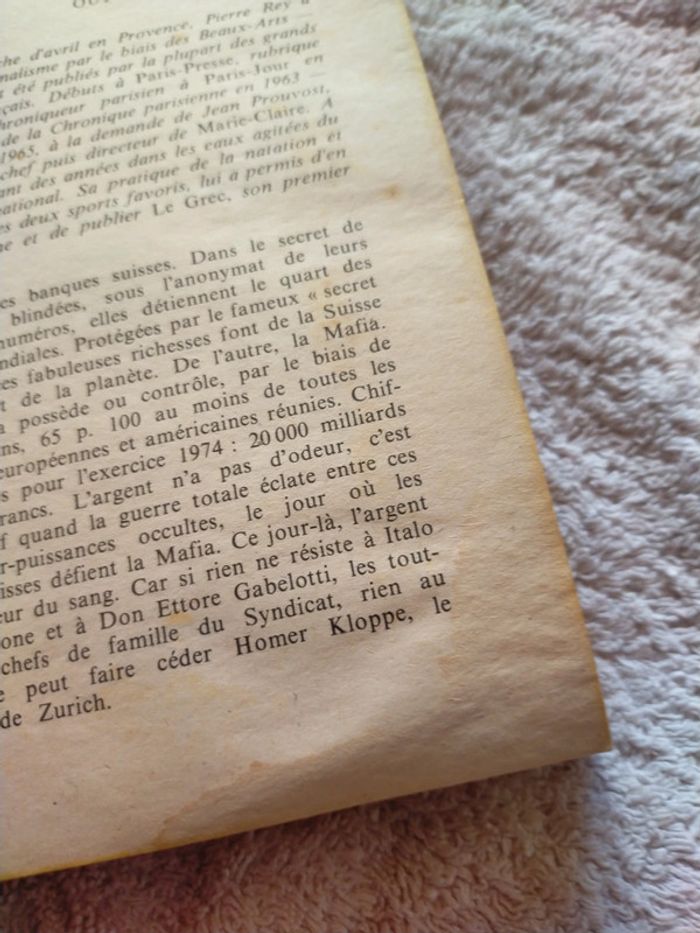 OUT
che d'avril en Provence. Pierre Rey a
nalisme par le biais des Beaux-Arts
t été publiés par la plupart des grands
çais. Débuts à Paris-Presse, rubrique
hroniqueur parisien à Paris-Jour en
de la Chronique parisienne en 1963 —
1965, à la demande de Jean Prouvost,
chef puis directeur de Marie-Claire. A
ant des années dans les eaux agitées du
national. Sa pratique de la natation et
es deux sports favoris, lui a permis d'en
ne et de publier Le Grec, son premier
es banques suisses. Dans le secret de
blindées, sous l'anonymat de leurs
numéros, elles détiennent le quart des
ndiales. Protégées par le fameux « secret
es fabuleuses richesses font de la Suisse
t de la planète. De l'autre, la Mafia.
a possède ou contrôle, par le biais de
ns, 65 p. 100 au moins de toutes les
européennes et américaines réunies. Chif-
s pour l'exercice 1974 : 20 000 milliards
rancs. L'argent n'a pas d'odeur, c'est
f quand la guerre totale éclate entre ces
r-puissances occultes, le jour où les
isses défient la Mafia. Ce jour-là, l'argent
eur du sang. Car si rien ne résiste à Italo
one et à Don Ettore Gabelotti, les tout-
chefs de famille du Syndicat, rien au
e peut faire céder Homer Kloppe, le
de Zurich.